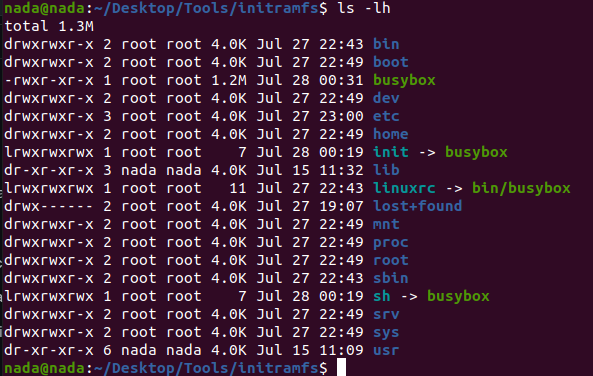 nada@nada:~/Desktop/Tools/initramfs$ ls -lh
total 1.3M
drwxrwxr-x 2 root root 4.0K Jul 27 22:43 bin
drwxrwxr-x 2 root root 4.0K Jul 27 22:49 boot
-rwxr-xr-x 1 root root 1.2M Jul 28 00:31 busybox
drwxrwxr-x 2 root root 4.0K Jul 27 22:49 dev
drwxrwxr-x 3 root root 4.0K Jul 27 23:00 etc
drwxrwxr-x 2 root root 4.0K Jul 27 22:49 home
lrwxrwxrwx 1 root root    7 Jul 28 00:19 init -> busybox
dr-xr-xr-x 3 nada nada 4.0K Jul 15 11:32 lib
lrwxrwxrwx 1 root root   11 Jul 27 22:43 linuxrc -> bin/busybox
drwx------ 2 root root 4.0K Jul 27 19:07 lost+found
drwxrwxr-x 2 root root 4.0K Jul 27 22:49 mnt
drwxrwxr-x 2 root root 4.0K Jul 27 22:49 proc
drwxrwxr-x 2 root root 4.0K Jul 27 22:49 root
drwxrwxr-x 2 root root 4.0K Jul 27 22:43 sbin
lrwxrwxrwx 1 root root    7 Jul 28 00:19 sh -> busybox
drwxrwxr-x 2 root root 4.0K Jul 27 22:49 srv
drwxrwxr-x 2 root root 4.0K Jul 27 22:49 sys
dr-xr-xr-x 6 nada nada 4.0K Jul 15 11:09 usr
nada@nada:~/Desktop/Tools/initramfs$